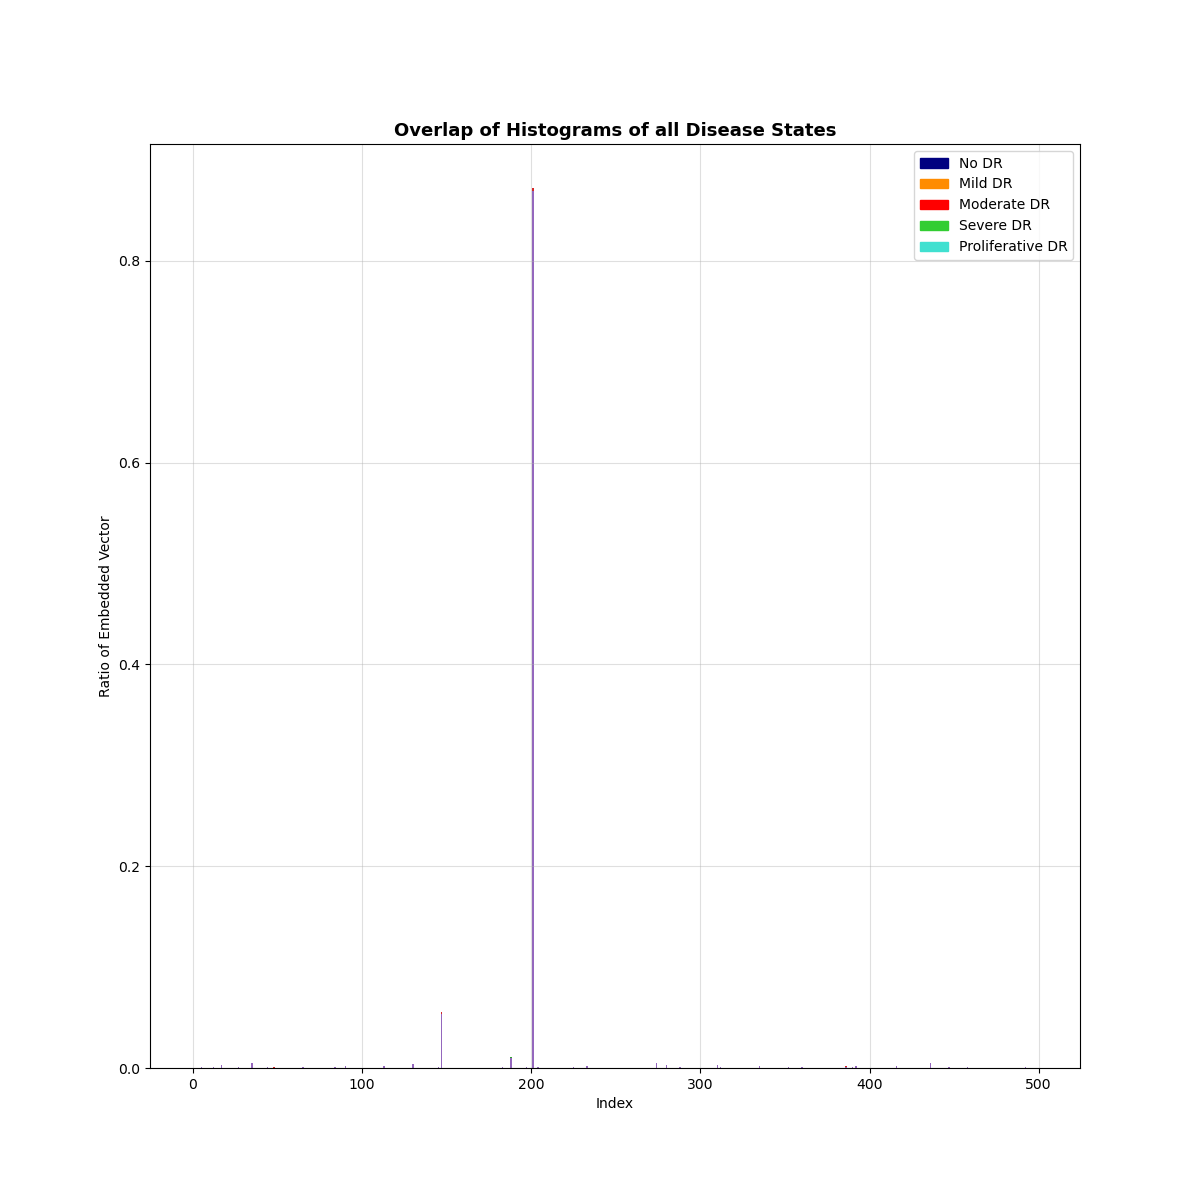 Overlap of Histograms of all Disease States
No DR
Mild DR
Moderate DR
Severe DR
Proliferative DR
0.8
0.6
0.4
0.2
0.0
Ratio of Embedded Vector
0 100 200 300 400 500
Index